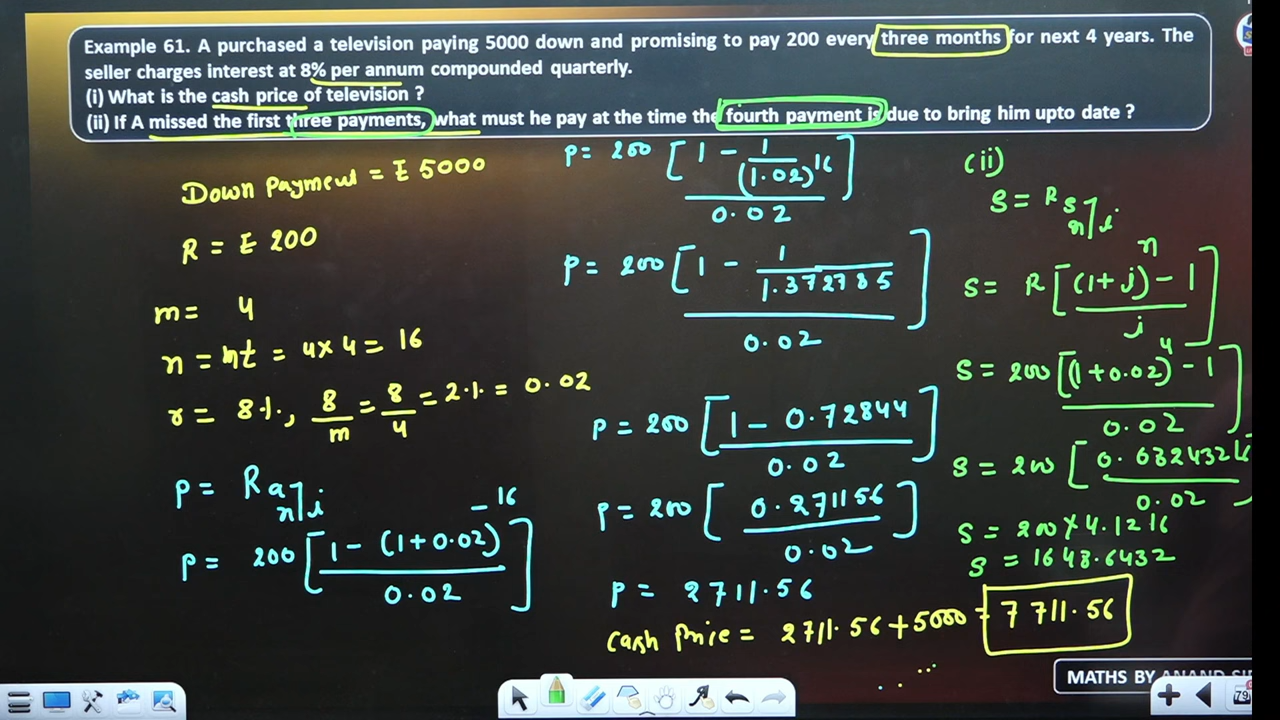 Example 61. A purchased a television paying 5000 down and promising to pay 200 every three months for next 4 years. The
seller charges interest at 8% per annum compounded quarterly.
(i) What is the cash price of television ?
(ii) If A missed the first three payments, what must he pay at the time the fourth payment is due to bring him upto date ?
Down Payment = ₤ 5000
R = ₤ 200
m = 4
n = mt = 4 × 4 = 16
r = 8%, 8/m = 8/4 = 2% = 0.02
P = R a n⌉i
P = 200 [1 - (1+0.02)^-16 / 0.02]
P = 200 [1 - 1/(1.02)^16 / 0.02]
P = 200 [1 - 1/1.372785 / 0.02]
P = 200 [1 - 0.72844 / 0.02]
P = 200 [0.271156 / 0.02]
P = 2711.56
Cash Price = 2711.56 + 5000 = 7711.56
(ii)
S = R s n⌉i
S = R [(1+i)^n - 1 / i]
S = 200 [(1+0.02)^4 - 1 / 0.02]
S = 200 [ / 0.02]
S = 200 × 4.1216
S = 1648.6432
MATHS BY ANAND
79